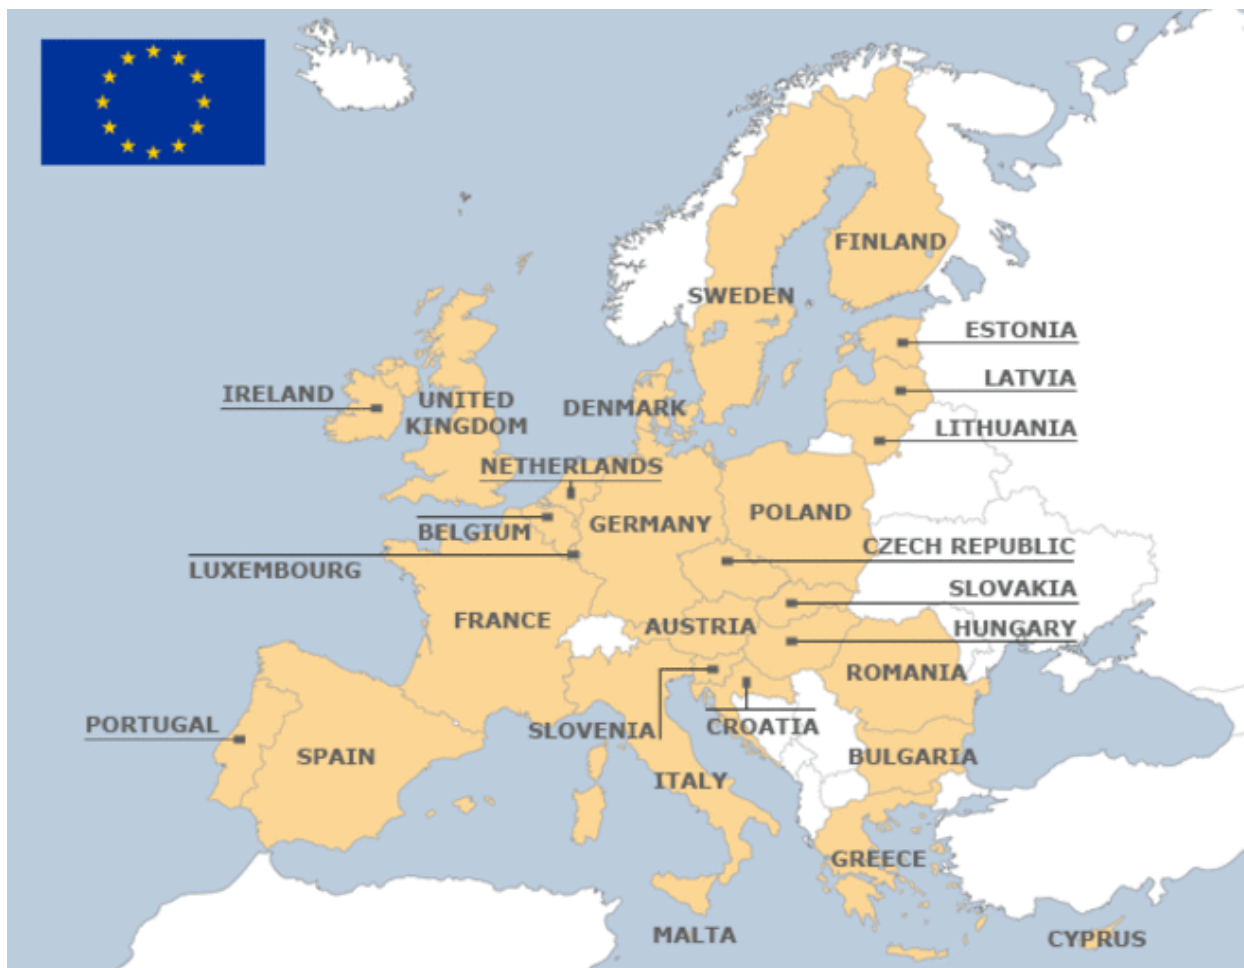 FINLAND
SWEDEN
ESTONIA
LATVIA
IRELAND
UNITED
KINGDOM
DENMARK
LITHUANIA
NETHERLANDS
POLAND
GERMANY
BELGIUM
CZECH REPUBLIC
LUXEMBOURG
SLOVAKIA
FRANCE
AUSTRIA
HUNGARY
ROMANIA
PORTUGAL
SLOVENIA
CROATIA
SPAIN
BULGARIA
ITALY
GREECE
MALTA
CYPRUS